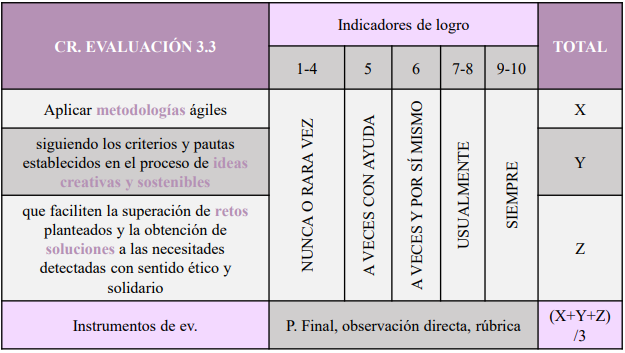 CR. EVALUACIÓN 3.3
Indicadores de logro
TOTAL
1-4
5
6
7-8
9-10
Aplicar metodologías ágiles
siguiendo los criterios y pautas
establecidos en el proceso de ideas
creativas y sostenibles
que faciliten la superación de retos
planteados y la obtención de
soluciones a las necesitades
detectadas con sentido ético y
solidario
NUNCA O RARA VEZ
A VECES CON AYUDA
A VECES Y POR SÍ MISMO
USUALMENTE
SIEMPRE
X
Y
Z
Instrumentos de ev.
P. Final, observación directa, rúbrica
(X+Y+Z)
/3